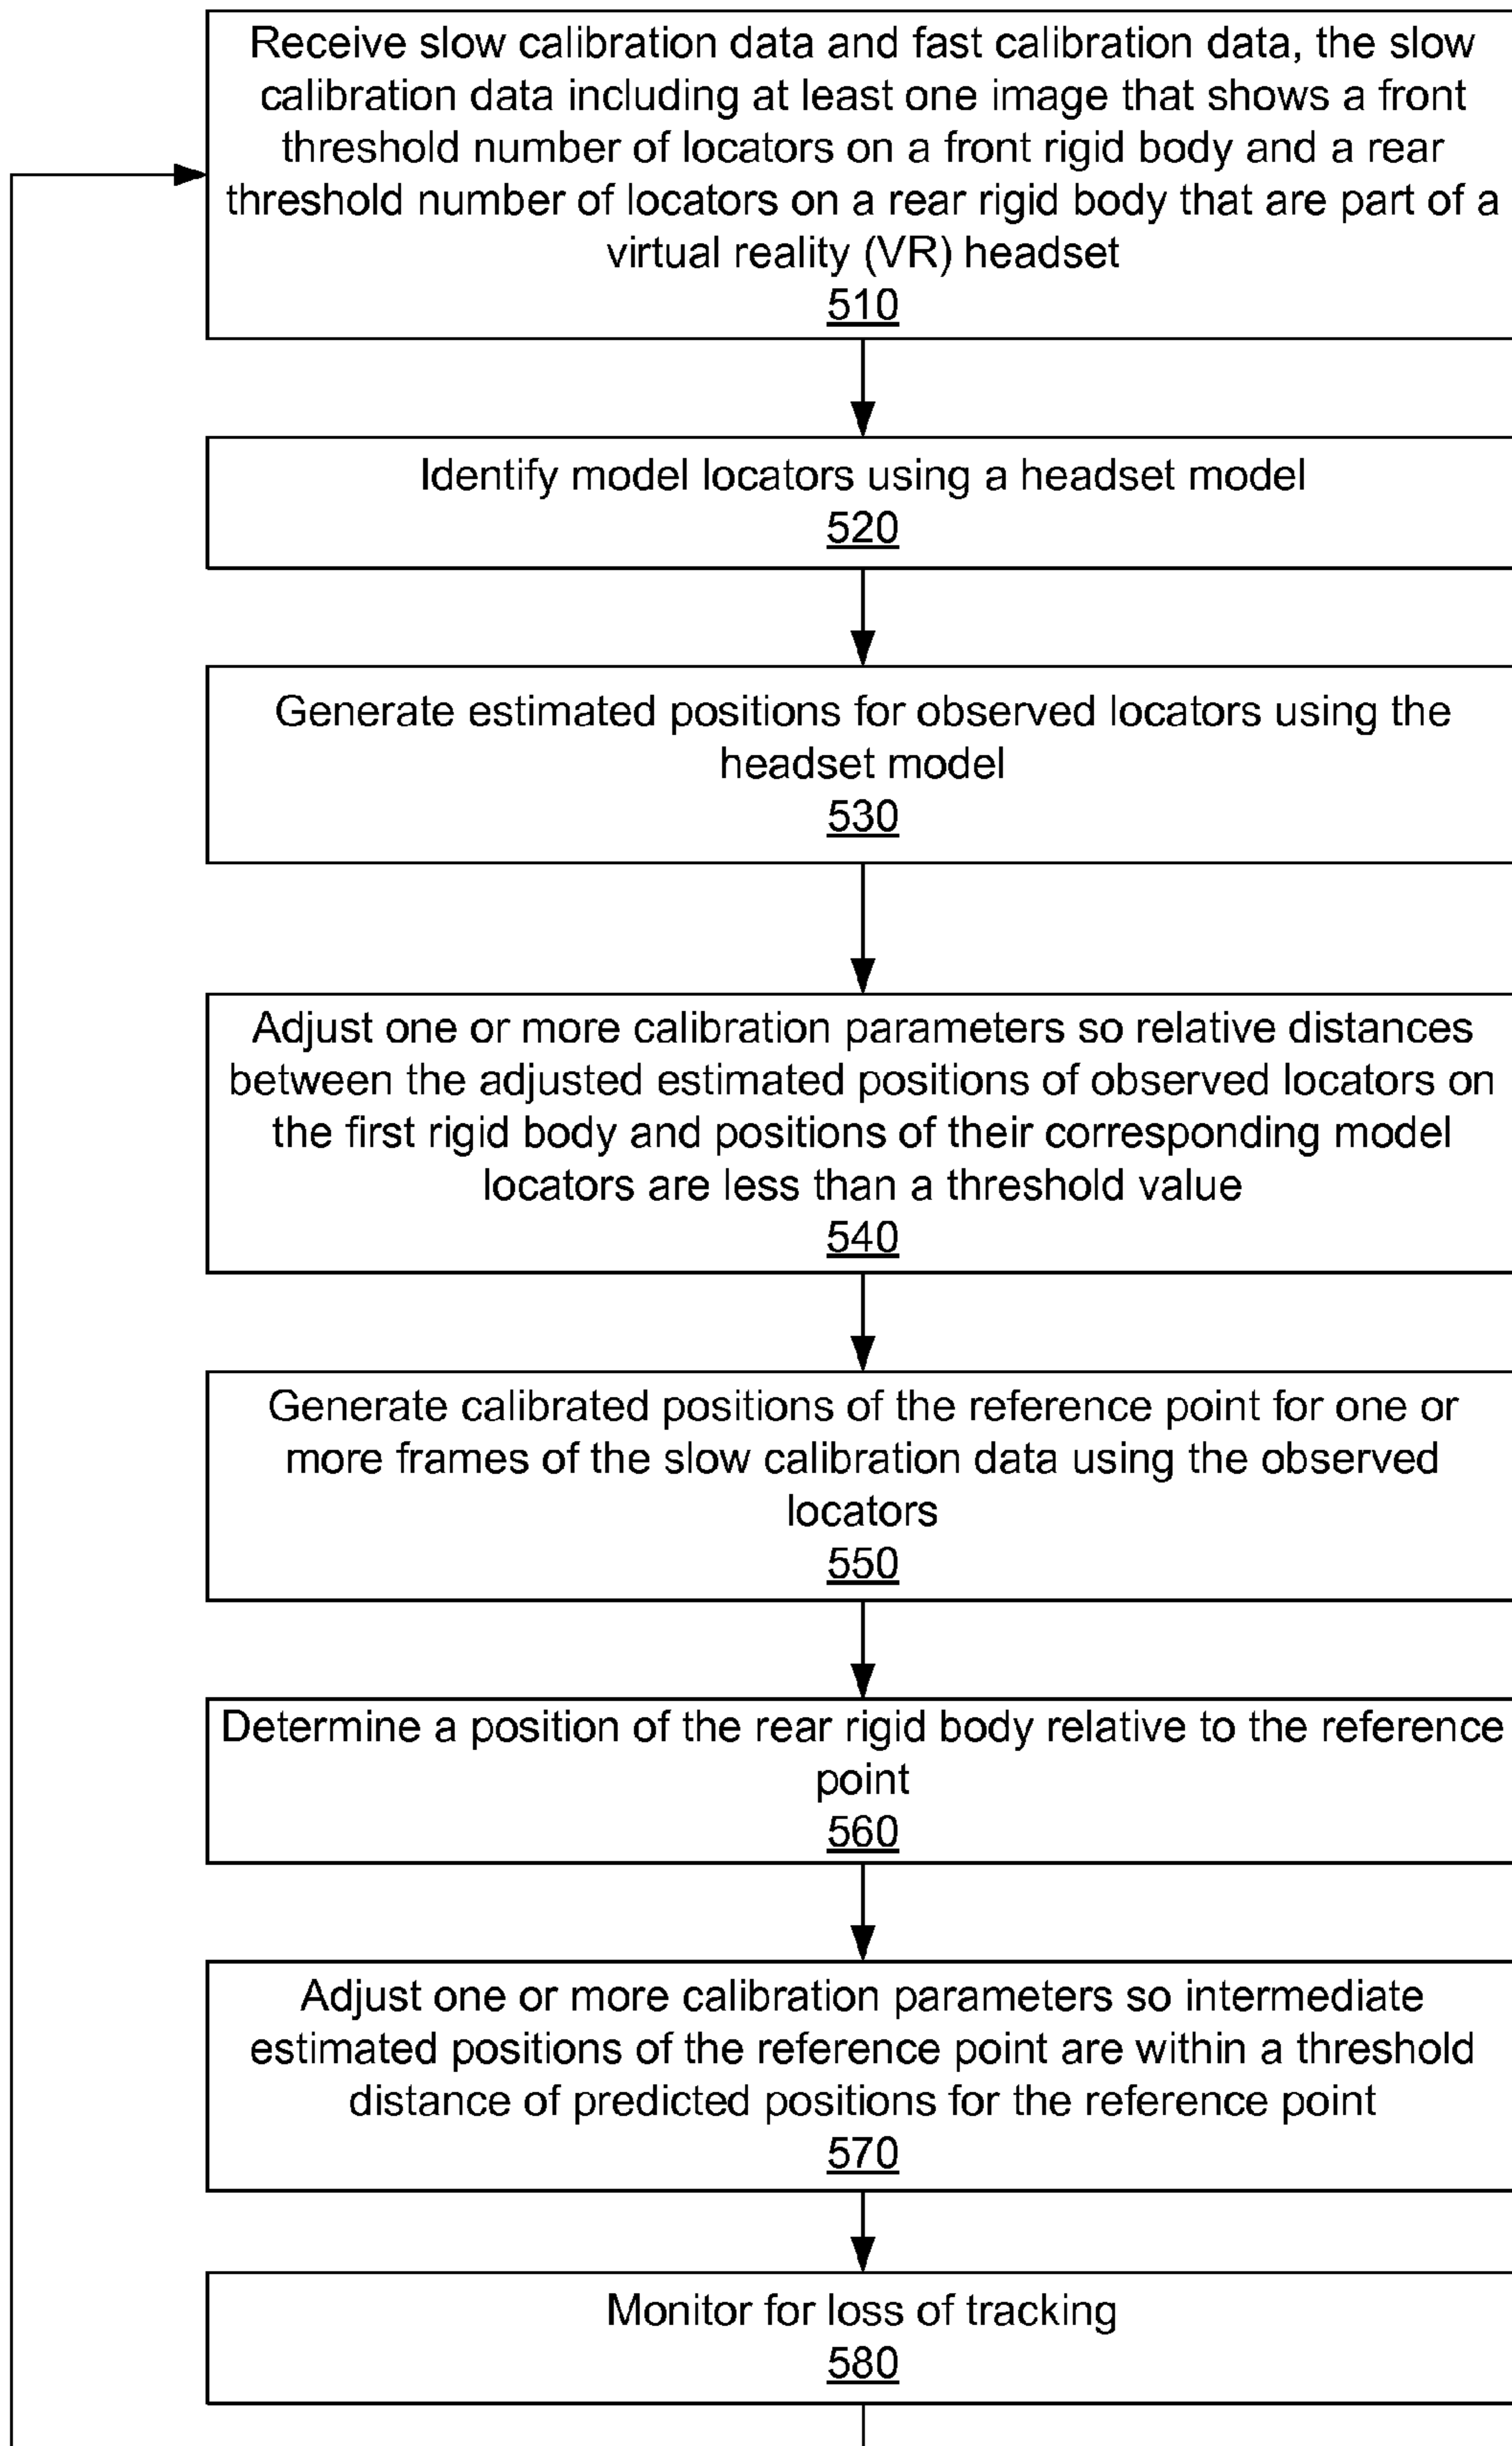 Receive slow calibration data and fast calibration data, the slow
calibration data including at least one image that shows a front
threshold number of locators on a front rigid body and a rear
threshold number of locators on a rear rigid body that are part of a
virtual reality (VR) headset
510
Identify model locators using a headset model
520
Generate estimated positions for observed locators using the
headset model
530
Adjust one or more calibration parameters so relative distances
between the adjusted estimated positions of observed locators on
the first rigid body and positions of their corresponding model
locators are less than a threshold value
540
Generate calibrated positions of the reference point for one or
more frames of the slow calibration data using the observed
locators
550
Determine a position of the rear rigid body relative to the reference
point
560
Adjust one or more calibration parameters so intermediate
estimated positions of the reference point are within a threshold
distance of predicted positions for the reference point
570
Monitor for loss of tracking
580